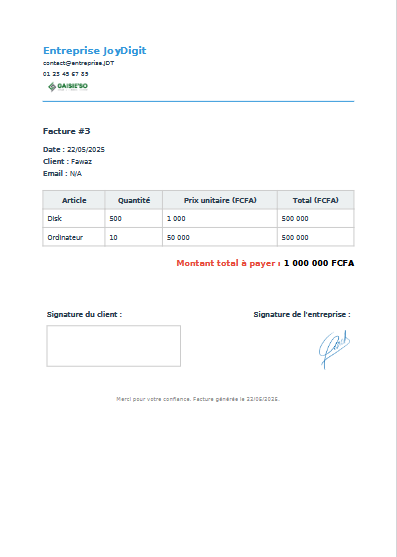 Entreprise JoyDigit
contact@entreprise.JDT
01 23 45 67 89
Facture #3
Date : 22/05/2025
Client : Fawaz
Email : N/A
Article Quantité Prix unitaire (FCFA) Total (FCFA)
Disk 500 1 000 500 000
Ordinateur 10 50 000 500 000
Montant total à payer : 1 000 000 FCFA
Signature du client : Signature de l'entreprise :
Merci pour votre confiance. Facture générée le 22/05/2025.